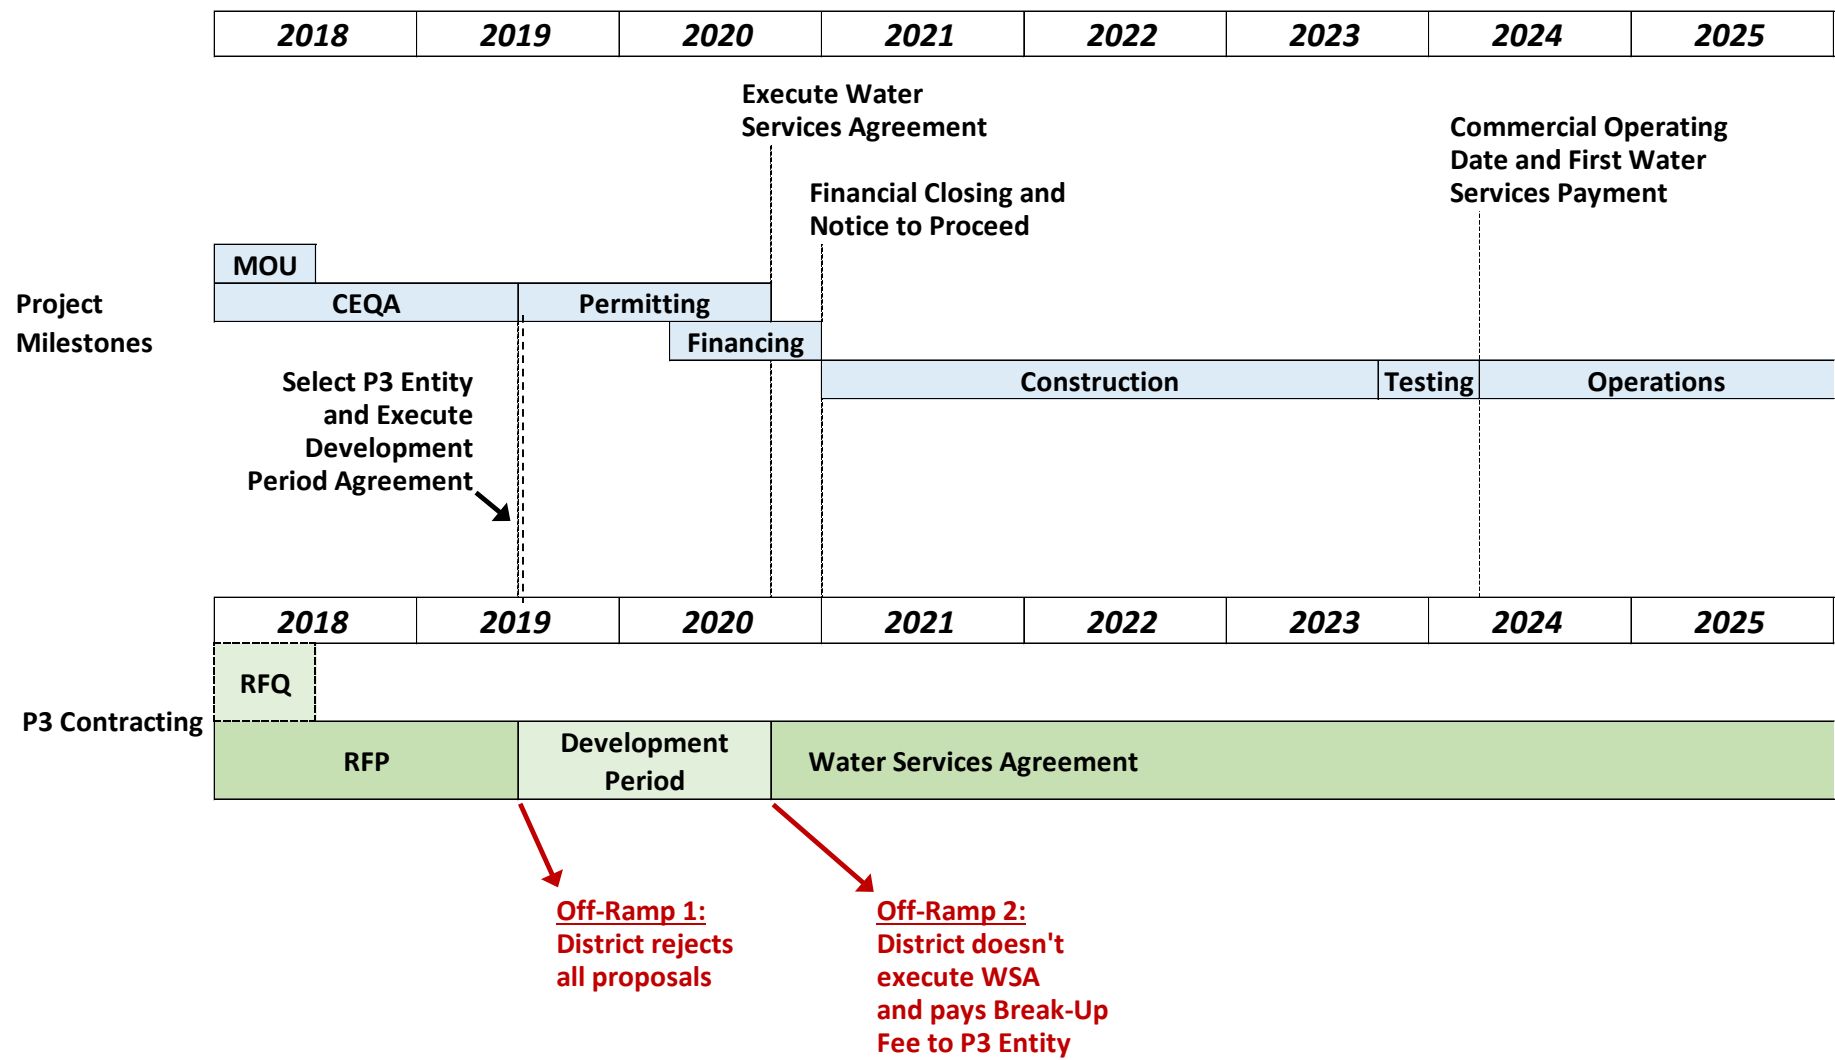 2018 2019 2020 2021 2022 2023 2024 2025
Execute Water
Services Agreement
Commercial Operating
Date and First Water
Services Payment
Financial Closing and
Notice to Proceed
MOU
Project
Milestones
CEQA Permitting
Financing
Construction Testing Operations
Select P3 Entity
and Execute
Development
Period Agreement
2018 2019 2020 2021 2022 2023 2024 2025
RFQ
P3 Contracting
RFP
Development
Period
Water Services Agreement
Off-Ramp 1:
District rejects
all proposals
Off-Ramp 2:
District doesn't
execute WSA
and pays Break-Up
Fee to P3 Entity